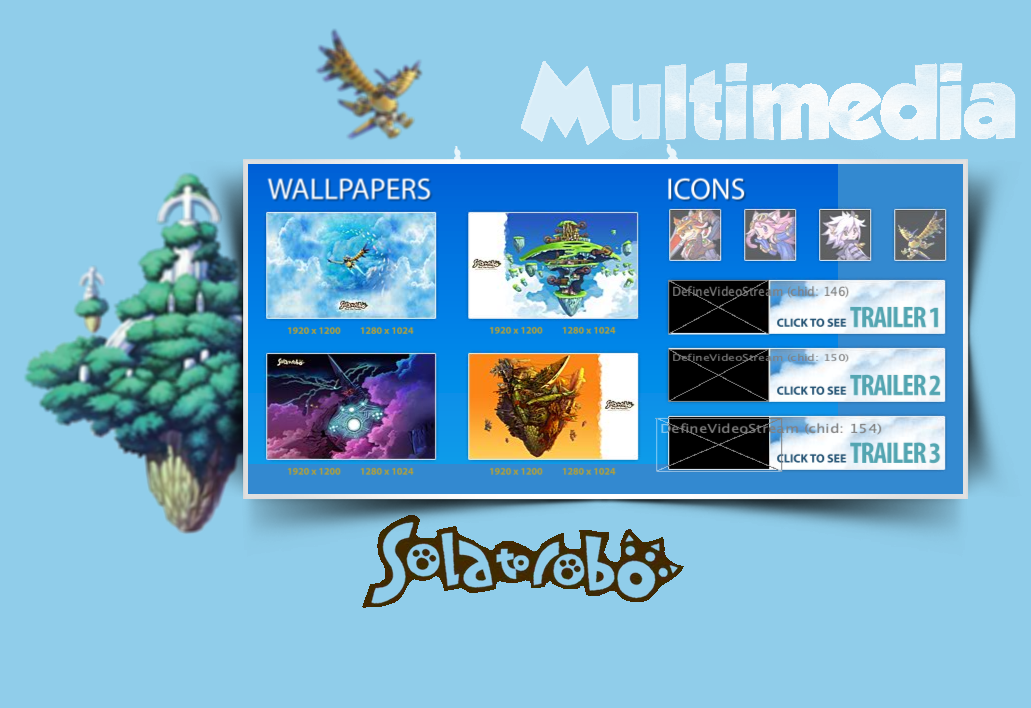 Multimedia
WALLPAPERS
ICONS
1920 x 1200 1280 x 1024
1920 x 1200 1280 x 1024
DefineVideoStream (chid: 146)
CLICK TO SEE TRAILER 1
DefineVideoStream (chid: 150)
CLICK TO SEE TRAILER 2
1920 x 1200 1280 x 1024
1920 x 1200 1280 x 1024
DefineVideoStream (chid: 154)
CLICK TO SEE TRAILER 3
Solatorobo